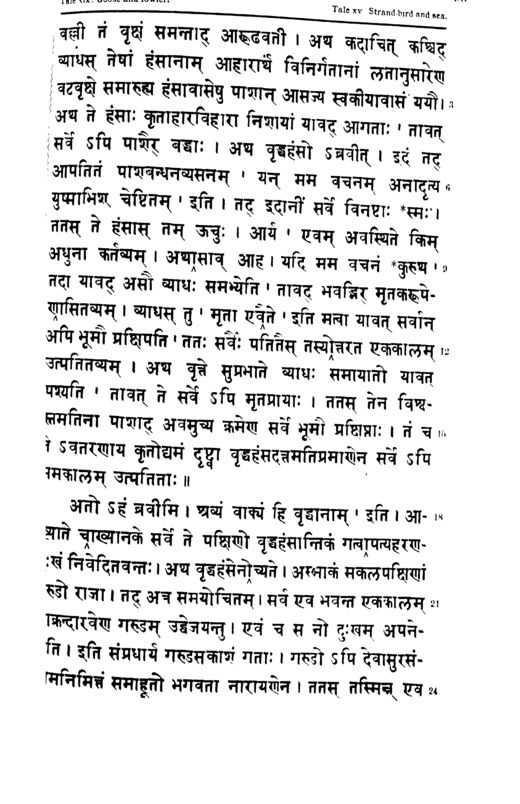 Tale XIX: Goose and fowler.
Tale xv Strand-bird and sea.
वल्ली तं वृक्षं समन्ताद् आरूढवती । अथ कदाचित् कश्चिद्
व्याधस् तेषां हंसानाम् आहारार्थं विनिर्गतानां लतानुसारेण
वटवृक्षे समारुह्य हंसावासेषु पाशान् आसज्य स्वकीयावासं ययौ। 3
अथ ते हंसाः कृताहारविहारा निशायां यावद् आगताः ' तावत्
सर्वे ऽपि पाशैर् बद्धाः । अथ वृद्धहंसो ऽब्रवीत् । इदं तद्
आपतितं पाशबन्धनव्यसनम् ' यन् मम वचनम् अनादृत्य 6
युष्माभिश् चेष्टितम् ' इति । तद् इदानीं सर्वे विनष्टाः *स्मः ।
ततस् ते हंसास् तम् ऊचुः । आर्य ' एवम् अवस्थिते किम्
अधुना कर्तव्यम् । अथासाव् आह । यदि मम वचनं *कुरुथ ' 9
तदा यावद् असौ व्याधः समभ्येति ' तावद् भवद्भिर् मृतकरूपे-
णासितव्यम् । व्याधस् तु ' मृता एवैते ' इति मत्वा यावत् सर्वान्
अपि भूमौ प्रक्षिपति ' ततः सर्वैः पतितैस् तस्योत्तरत एककालम् 12
उत्पतितव्यम् । अथ वृत्ते सुप्रभाते व्याधः समायातो यावत्
पश्यति ' तावत् ते सर्वे ऽपि मृतप्रायाः । ततस् तेन विश्व-
स्तमतिना पाशाद् अवमुच्य क्रमेण सर्वे भूमौ प्रक्षिप्ताः । तं च 15
ऽवतरणाय कृतोद्यमं दृष्ट्वा वृद्धहंसदत्तमतिप्रमाणेन सर्वे ऽपि
मकालम् उत्पतिताः ॥
अतो ऽहं ब्रवीमि । श्रव्यं वाक्यं हि वृद्धानाम् ' इति । आ- 18
ख्याते चाख्यानके सर्वे ते पक्षिणो वृद्धहंसान्तिकं गत्वापत्यहरण-
ःखं निवेदितवन्तः । अथ वृद्धहंसेनोच्यते । अस्माकं सकलपक्षिणां
रुडो राजा । तद् अत्र समयोचितम् । सर्व एव भवन्त एककालम् 21
क्रन्दारवेण गरुडम् उद्वेजयन्तु । एवं च स नो दुःखम् अपने-
ति । इति संप्रधार्य गरुडसकाशं गताः । गरुडो ऽपि देवासुरसं-
मनिमित्तं समाहूतो भगवता नारायणेन । ततस् तस्मिन्न् एव 24